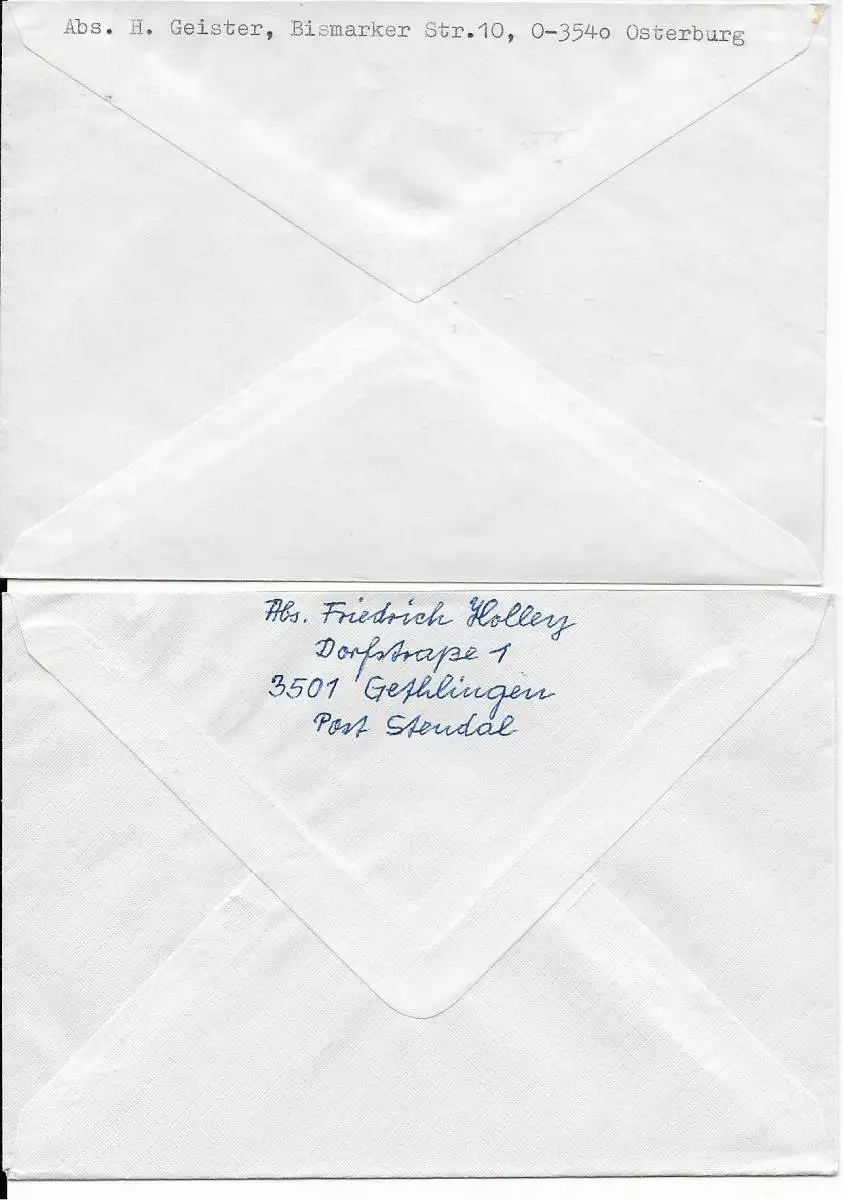 Abs. H. Geister, Bismarker Str.10, O-354o Osterburg
Abs. Friedrich Holley
Dorfstraße 1
3501 Gethlingen
Post Stendal